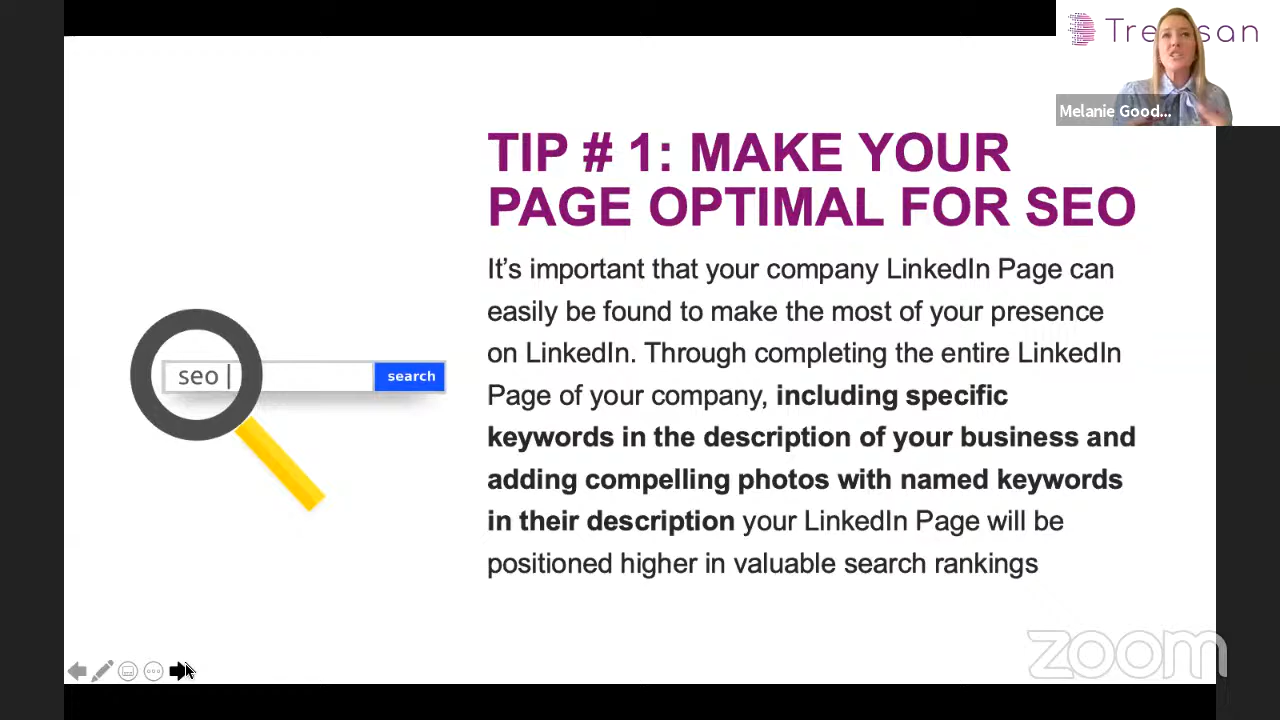 Melanie Good...
TIP # 1: MAKE YOUR
PAGE OPTIMAL FOR SEO
It’s important that your company LinkedIn Page can
easily be found to make the most of your presence
on LinkedIn. Through completing the entire LinkedIn
Page of your company, including specific
keywords in the description of your business and
adding compelling photos with named keywords
in their description your LinkedIn Page will be
positioned higher in valuable search rankings
seo |
search
zoom